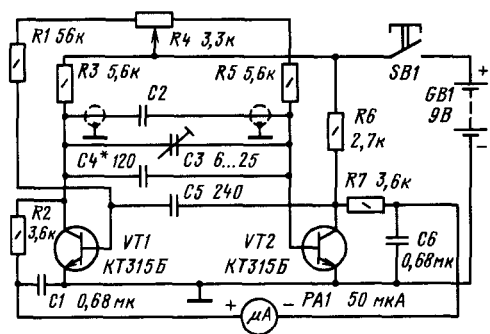 R1 56к
R4 3,3к
R3 5,6к
R5 5,6к
SB1
C2
GB1
+
9В
−
R6
2,7к
C4* 120
C3 6...25
R7 3,6к
C5 240
R2
3,6к
VT1
КТ315Б
VT2
КТ315Б
C6
0,68мк
C1 0,68 мк
+
μA
−
PA1 50 мкА